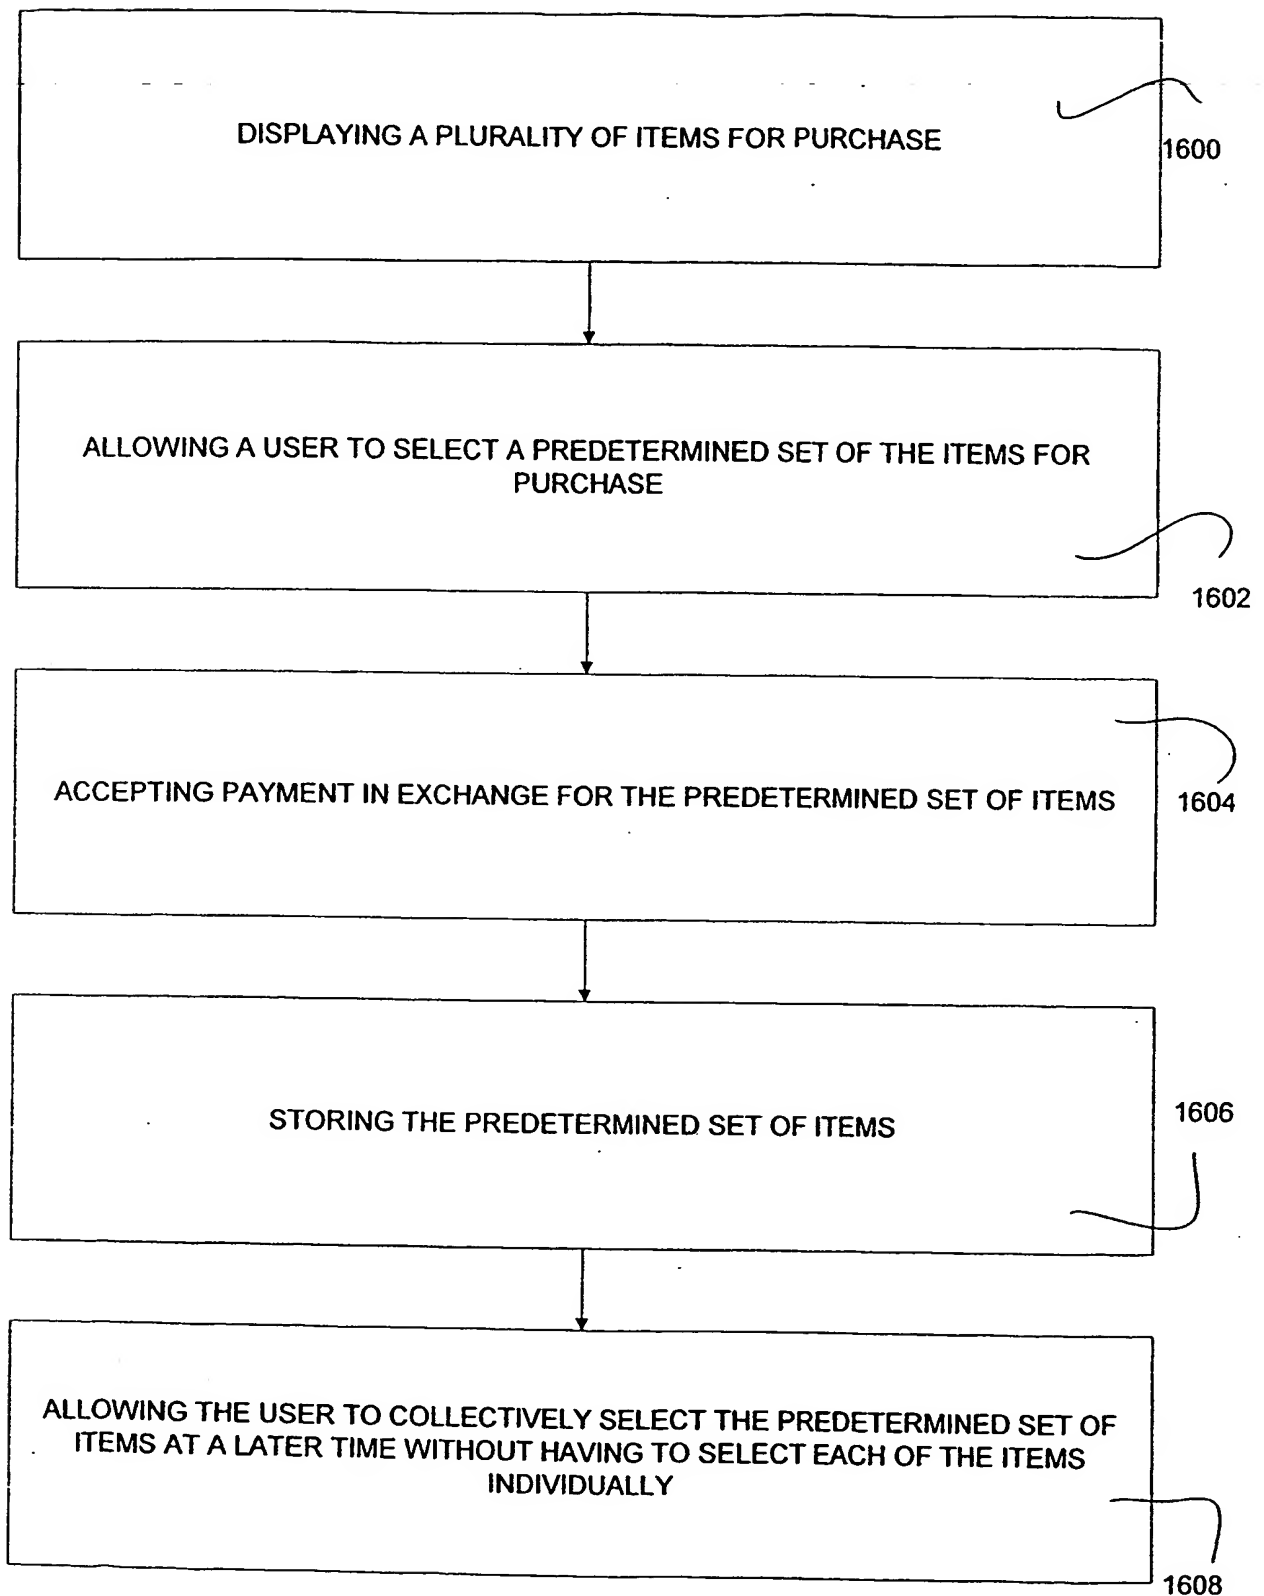 DISPLAYING A PLURALITY OF ITEMS FOR PURCHASE
1600
ALLOWING A USER TO SELECT A PREDETERMINED SET OF THE ITEMS FOR
PURCHASE
1602
ACCEPTING PAYMENT IN EXCHANGE FOR THE PREDETERMINED SET OF ITEMS
1604
STORING THE PREDETERMINED SET OF ITEMS
1606
ALLOWING THE USER TO COLLECTIVELY SELECT THE PREDETERMINED SET OF
ITEMS AT A LATER TIME WITHOUT HAVING TO SELECT EACH OF THE ITEMS
INDIVIDUALLY
1608